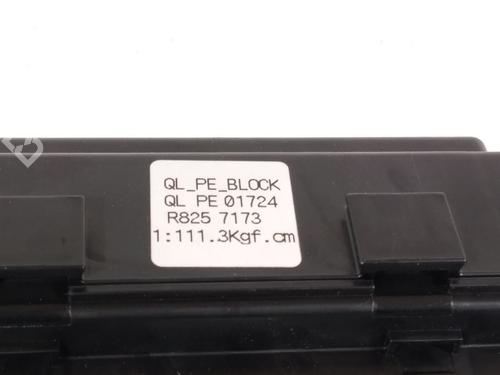 QL_PE_BLOCK
QL PE 01724
R825 7173
1:111.3Kgf.cm